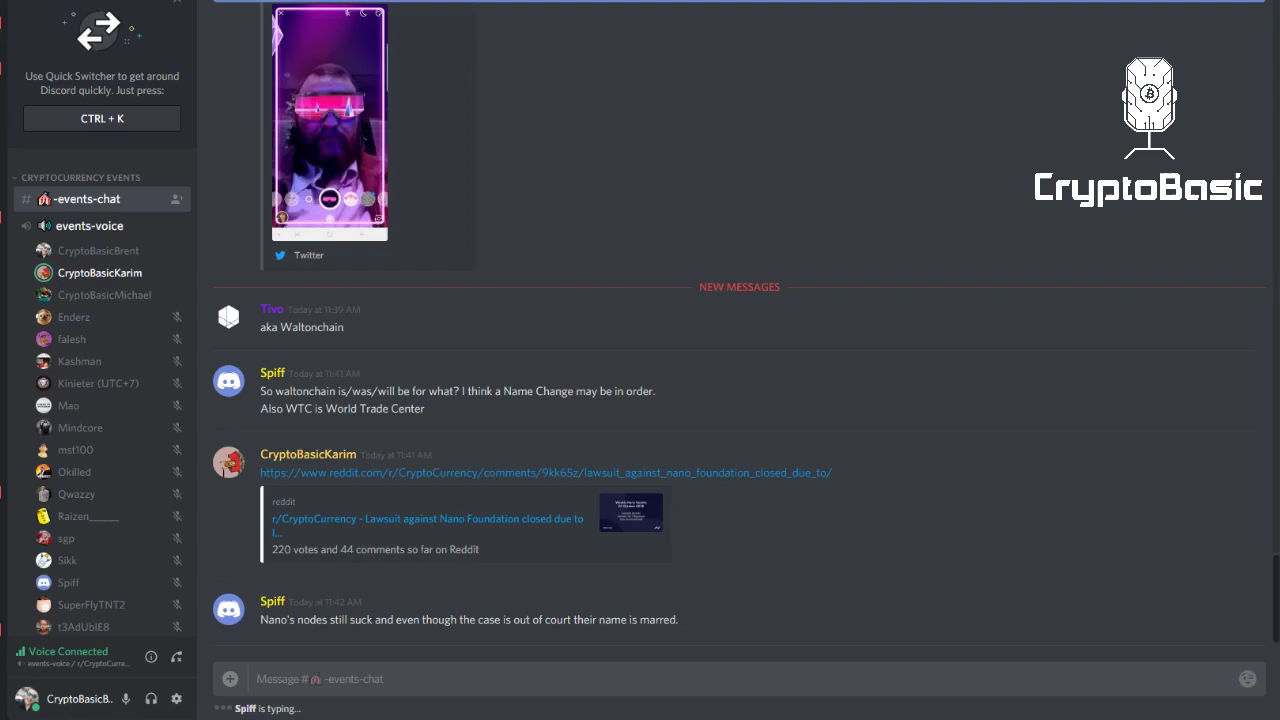 Use Quick Switcher to get around
Discord quickly. Just press:
CTRL + K
CRYPTOCURRENCY EVENTS
# -events-chat
events-voice
CryptoBasicBrent
CryptoBasicKarim
CryptoBasicMichael
Enderz
falesh
Kashman
Kinieter (UTC+7)
Mao
Mindcore
mst100
Okilled
Qwazzy
Raizen______
sgp
Sikk
Spiff
SuperFlyTNT2
t3AdUblE8
Voice Connected
events-voice / r/CryptoCurre...
CryptoBasicB..
Twitter
NEW MESSAGES
Tivo Today at 11:39 AM
aka Waltonchain
Spiff Today at 11:41 AM
So waltonchain is/was/will be for what? I think a Name Change may be in order.
Also WTC is World Trade Center
CryptoBasicKarim Today at 11:41 AM
https://www.reddit.com/r/CryptoCurrency/comments/9kk65z/lawsuit_against_nano_foundation_closed_due_to/
reddit
r/CryptoCurrency - Lawsuit against Nano Foundation closed due to
l...
220 votes and 44 comments so far on Reddit
Spiff Today at 11:42 AM
Nano's nodes still suck and even though the case is out of court their name is marred.
Message # -events-chat
Spiff is typing...
CryptoBasic